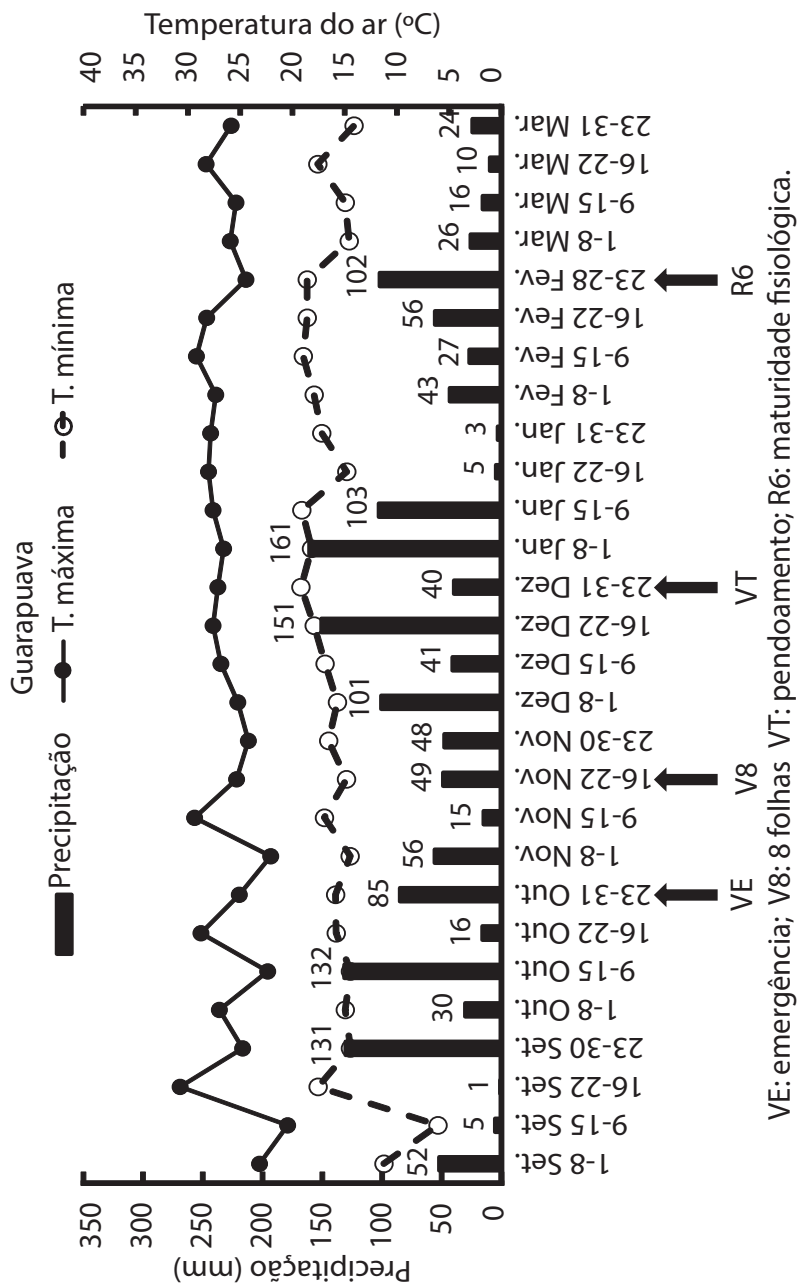 Guarapuava
Precipitação
T. máxima
T. mínima
Precipitação (mm)
350
300
250
200
150
100
50
0
Temperatura do ar (ºC)
40
35
30
25
20
15
10
5
0
52
5
1
131
30
132
16
85
56
15
49
48
101
41
151
40
161
103
5
3
43
27
56
102
26
16
10
24
1-8 Set.
9-15 Set.
16-22 Set.
23-30 Set.
1-8 Out.
9-15 Out.
16-22 Out.
23-31 Out.
1-8 Nov.
9-15 Nov.
16-22 Nov.
23-30 Nov.
1-8 Dez.
9-15 Dez.
16-22 Dez.
23-31 Dez.
1-8 Jan.
9-15 Jan.
16-22 Jan.
23-31 Jan.
1-8 Fev.
9-15 Fev.
16-22 Fev.
23-28 Fev.
1-8 Mar.
9-15 Mar.
16-22 Mar.
23-31 Mar.
VE
V8
VT
R6
VE: emergência; V8: 8 folhas VT: pendoamento; R6: maturidade fisiológica.